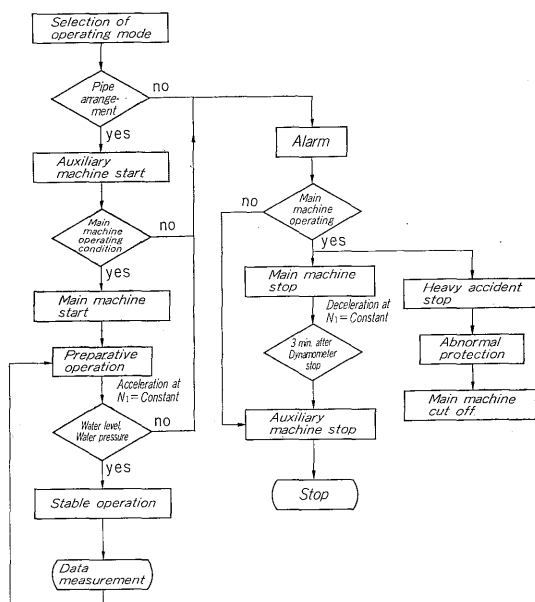 Selection of
operating mode
Pipe
arrange-
ment
no
yes
Auxiliary
machine start
Main
machine
operating
condition
no
yes
Main machine
start
Preparative
operation
Acceleration at
N₁=Constant
Water level,
Water pressure
no
yes
Stable operation
Data
measurement
Alarm
no
Main
machine
operating
yes
Main machine
stop
Deceleration at
N₁=Constant
3 min. after
Dynamometer
stop
Auxiliary
machine stop
Stop
Heavy accident
stop
Abnormal
protection
Main machine
cut off